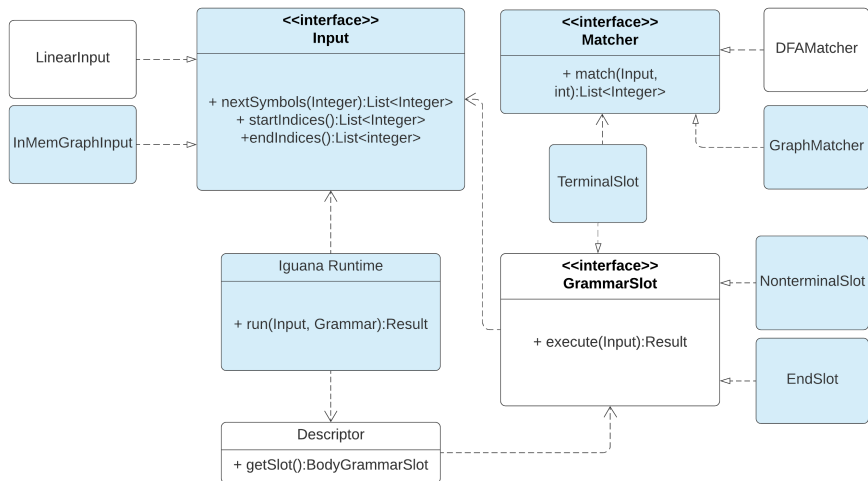 <<interface>>
Input
+ nextSymbols(Integer):List<Integer>
+ startIndices():List<Integer>
+endIndices():List<integer>
LinearInput
InMemGraphInput
<<interface>>
Matcher
+ match(Input,
int):List<Integer>
DFAMatcher
GraphMatcher
TerminalSlot
Iguana Runtime
+ run(Input, Grammar):Result
<<interface>>
GrammarSlot
+ execute(Input):Result
NonterminalSlot
EndSlot
Descriptor
+ getSlot():BodyGrammarSlot